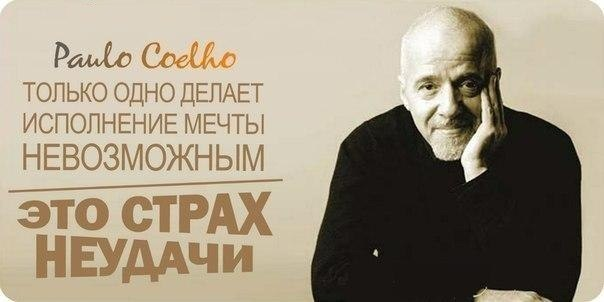 Paulo Coelho
ТОЛЬКО ОДНО ДЕЛАЕТ
ИСПОЛНЕНИЕ МЕЧТЫ
НЕВОЗМОЖНЫМ
ЭТО СТРАХ
НЕУДАЧИ